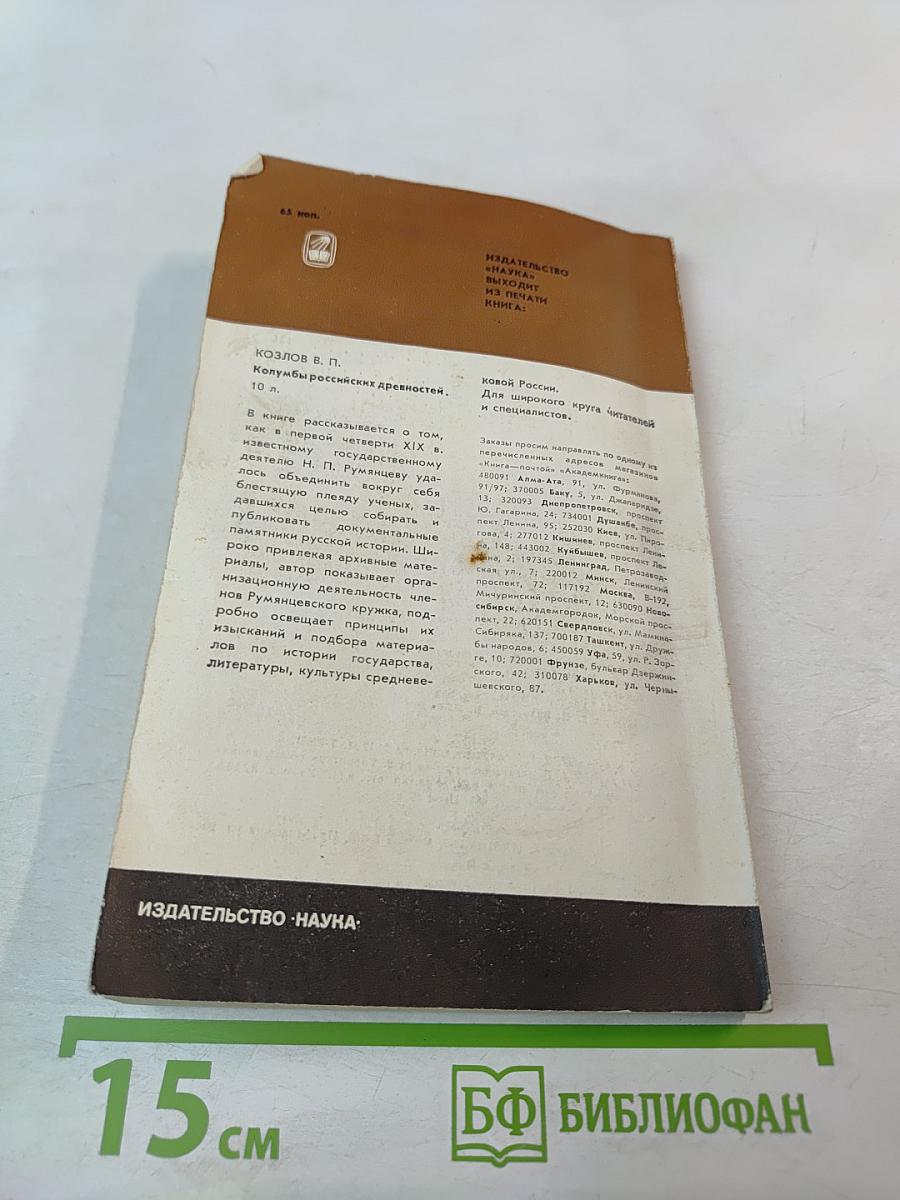 65 коп.
ИЗДАТЕЛЬСТВО
«НАУКА»
ВЫХОДИТ
ИЗ ПЕЧАТИ
КНИГА:
КОЗЛОВ В. П.
Колумбы российских древностей.
10 л.
В книге рассказывается о том,
как в первой четверти XIX в.
известному государственному
деятелю Н. П. Румянцеву уда-
лось объединить вокруг себя
блестящую плеяду ученых, за-
давшихся целью собирать и
публиковать документальные
памятники русской истории. Ши-
роко привлекая архивные мате-
риалы, автор показывает орга-
низационную деятельность чле-
нов Румянцевского кружка, под-
робно освещает принципы их
изысканий и подбора материа-
лов по истории государства,
литературы, культуры средневе-
ковой России.
Для широкого круга читателей
и специалистов.
Заказы просим направлять по одному из
перечисленных адресов магазинов
«Книга—почтой» «Академкнига»:
480091 Алма-Ата, 91, ул. Фурманова,
91/97; 370005 Баку, 5, ул. Джапаридзе,
13; 320093 Днепропетровск, проспект
Ю. Гагарина, 24; 734001 Душанбе, прос-
пект Ленина, 95; 252030 Киев, ул. Пиро-
гова, 4; 277012 Кишинев, проспект Лени-
на, 148; 443002 Куйбышев, проспект Ле-
нина, 2; 197345 Ленинград, Петрозавод-
ская ул., 7; 220012 Минск, Ленинский
проспект, 72; 117192 Москва, В-192,
Мичуринский проспект, 12; 630090 Ново-
сибирск, Академгородок, Морской прос-
пект, 22; 620151 Свердловск, ул. Мамина-
Сибиряка, 137; 700187 Ташкент, ул. Друж-
бы народов, 6; 450059 Уфа, 59, ул. Р. Зор-
ге, 10; 720001 Фрунзе, бульвар Дзержин-
ского, 42; 310078 Харьков, ул. Черны-
шевского, 87.
ИЗДАТЕЛЬСТВО ·НАУКА·
15 см
БФ БИБЛИОФАН